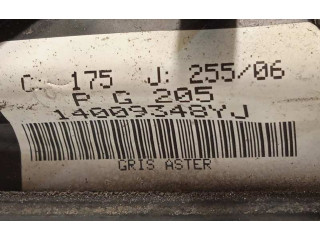 C: 175 J: 255/06
P G 205
14009348YJ
GRIS ASTER